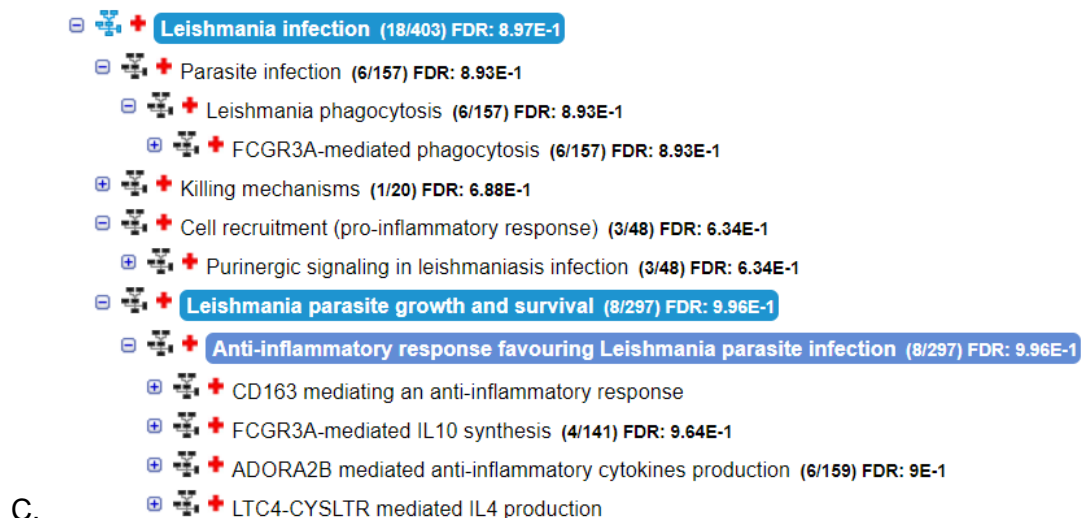 Leishmania infection (18/403) FDR: 8.97E-1
Parasite infection (6/157) FDR: 8.93E-1
Leishmania phagocytosis (6/157) FDR: 8.93E-1
FCGR3A-mediated phagocytosis (6/157) FDR: 8.93E-1
Killing mechanisms (1/20) FDR: 6.88E-1
Cell recruitment (pro-inflammatory response) (3/48) FDR: 6.34E-1
Purinergic signaling in leishmaniasis infection (3/48) FDR: 6.34E-1
Leishmania parasite growth and survival (8/297) FDR: 9.96E-1
Anti-inflammatory response favouring Leishmania parasite infection (8/297) FDR: 9.96E-1
CD163 mediating an anti-inflammatory response
FCGR3A-mediated IL10 synthesis (4/141) FDR: 9.64E-1
ADORA2B mediated anti-inflammatory cytokines production (6/159) FDR: 9E-1
C. LTC4-CYSLTR mediated IL4 production